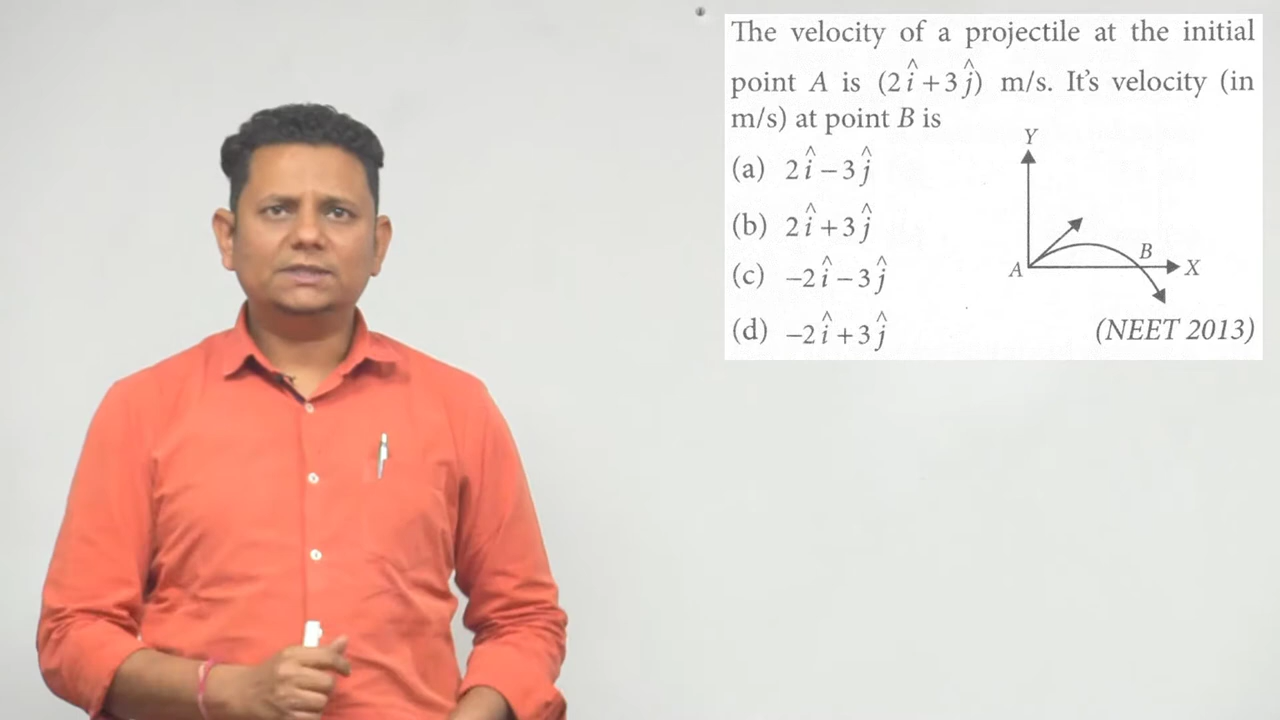 The velocity of a projectile at the initial
point A is (2î + 3ĵ) m/s. It's velocity (in
m/s) at point B is
(a) 2î – 3ĵ
(b) 2î + 3ĵ
(c) –2î – 3ĵ
(d) –2î + 3ĵ
Y
A
B
X
(NEET 2013)